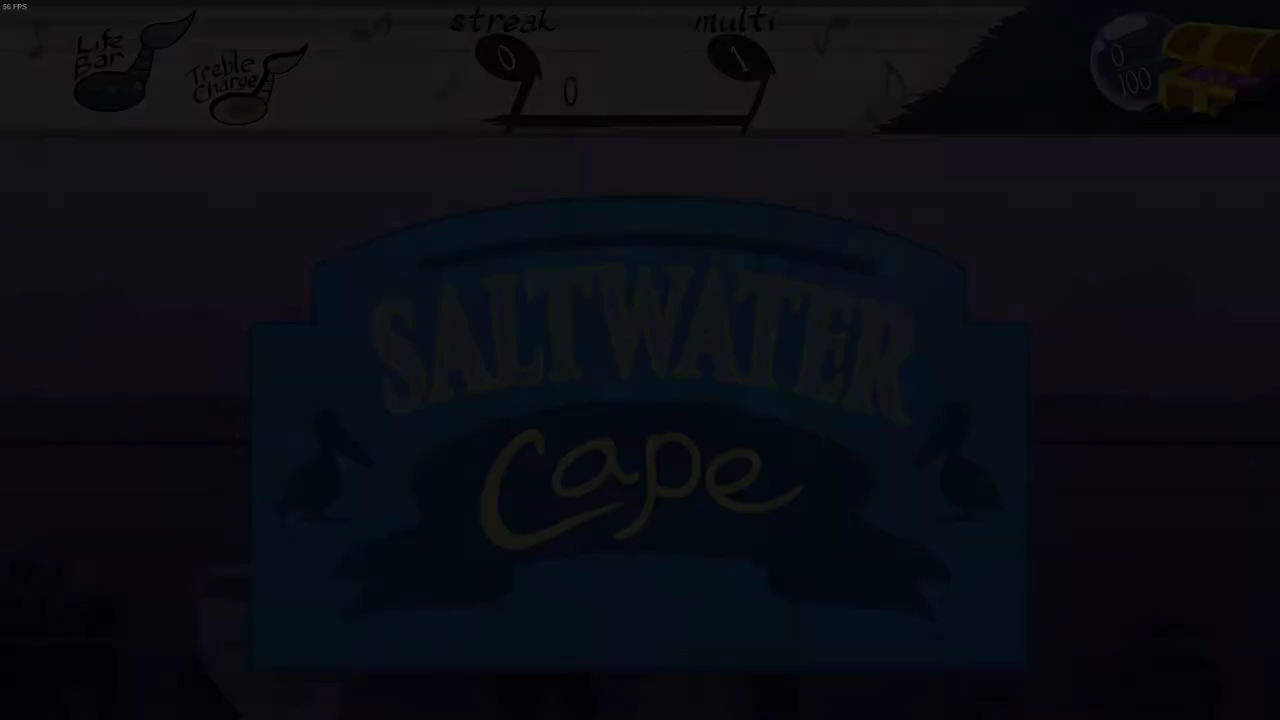 56 FPS
streak
multi
Life
Bar
Treble
Charge
0
1
0
0
100
SALTWATER
Cape